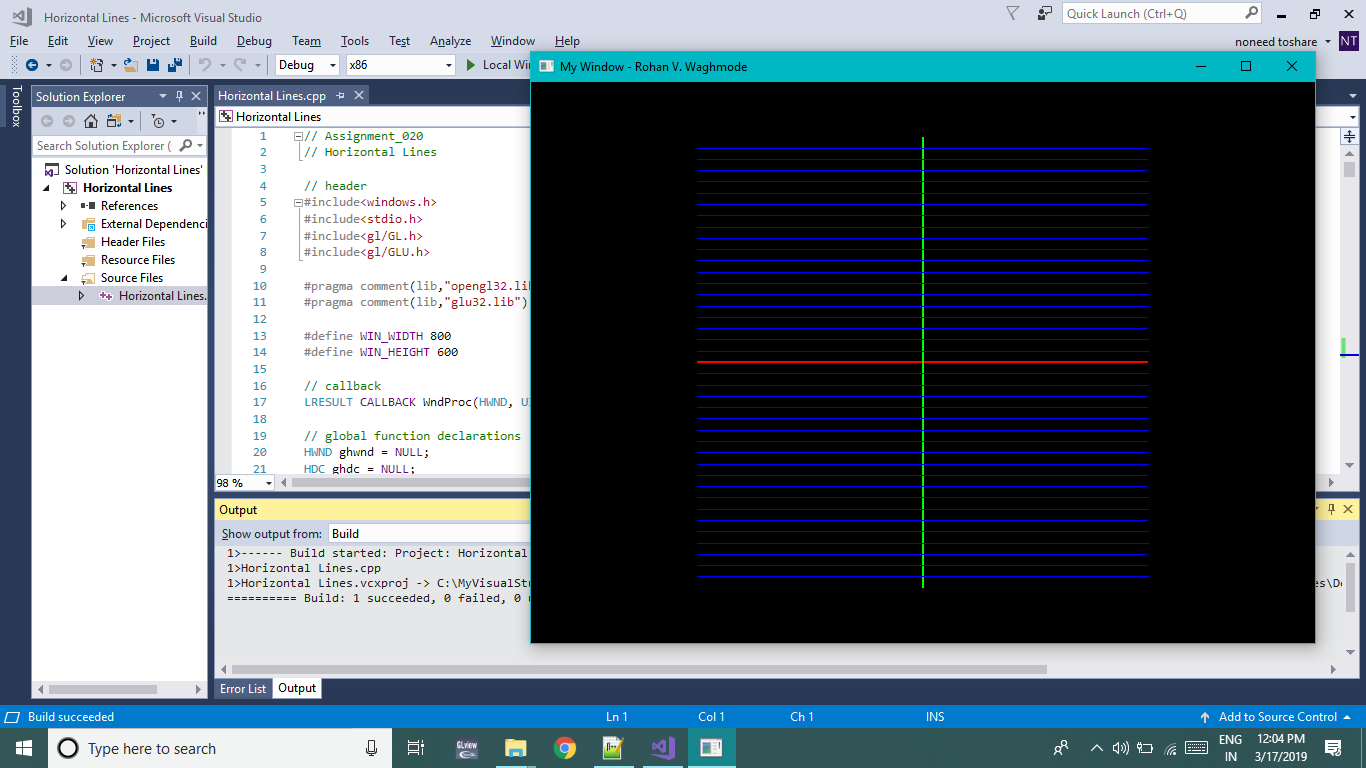 Horizontal Lines - Microsoft Visual Studio
Quick Launch (Ctrl+Q)
File Edit View Project Build Debug Team Tools Test Analyze Window Help
noneed toshare NT
Debug x86 Local Win
Toolbox
Solution Explorer
Search Solution Explorer (
Solution 'Horizontal Lines'
Horizontal Lines
References
External Dependenci
Header Files
Resource Files
Source Files
Horizontal Lines.
Horizontal Lines.cpp
Horizontal Lines
1 // Assignment_020
2 // Horizontal Lines
3
4 // header
5 #include<windows.h>
6 #include<stdio.h>
7 #include<gl/GL.h>
8 #include<gl/GLU.h>
9
10 #pragma comment(lib,"opengl32.lib
11 #pragma comment(lib,"glu32.lib")
12
13 #define WIN_WIDTH 800
14 #define WIN_HEIGHT 600
15
16 // callback
17 LRESULT CALLBACK WndProc(HWND, U
18
19 // global function declarations
20 HWND ghwnd = NULL;
21 HDC ghdc = NULL;
98 %
My Window - Rohan V. Waghmode
Output
Show output from: Build
1>------ Build started: Project: Horizontal
1>Horizontal Lines.cpp
1>Horizontal Lines.vcxproj -> C:\MyVisualStu es\De
========== Build: 1 succeeded, 0 failed, 0 u
Error List Output
Build succeeded Ln 1 Col 1 Ch 1 INS Add to Source Control
Type here to search
GLview
ENG
IN
12:04 PM
3/17/2019